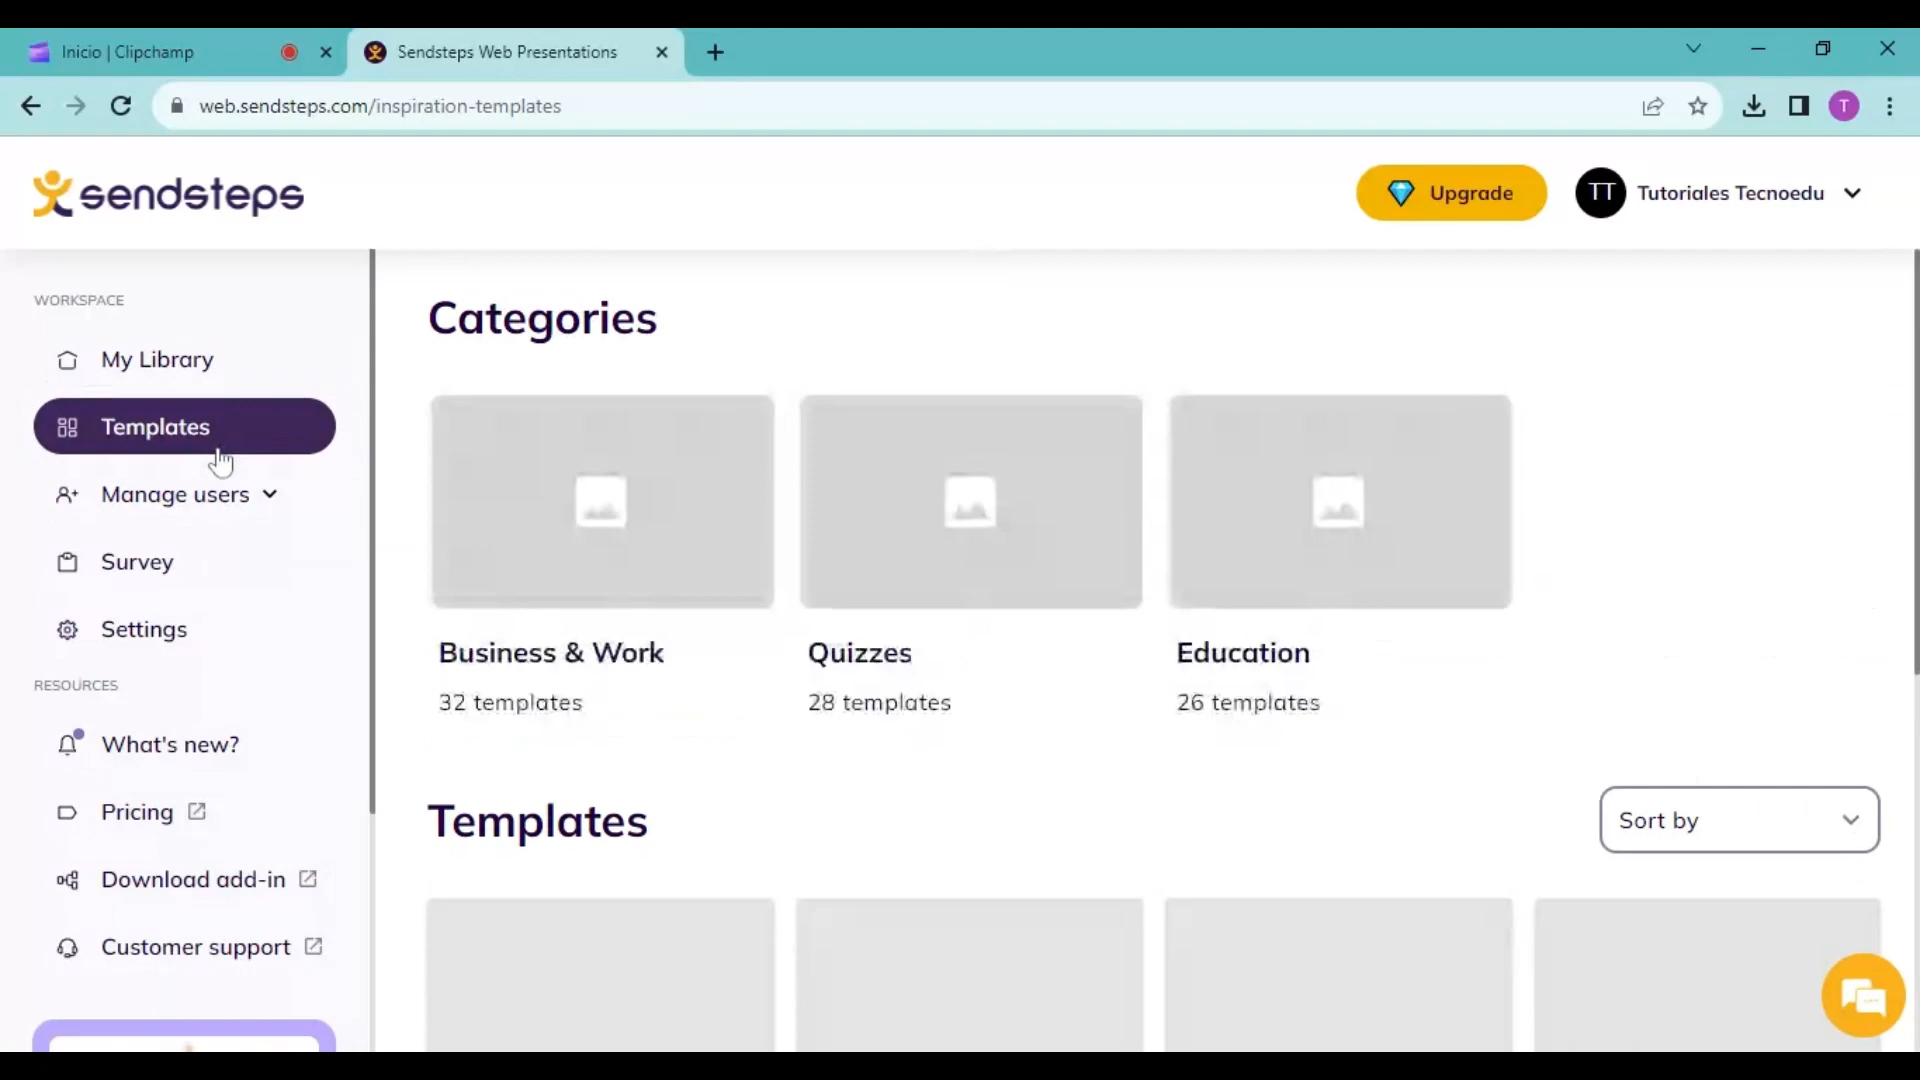 Inicio | Clipchamp
Sendsteps Web Presentations
web.sendsteps.com/inspiration-templates
T
sendsteps
Upgrade
TT
Tutoriales Tecnoedu
WORKSPACE
My Library
Templates
Manage users
Survey
Settings
RESOURCES
What's new?
Pricing
Download add-in
Customer support
Categories
Business & Work
32 templates
Quizzes
28 templates
Education
26 templates
Templates
Sort by